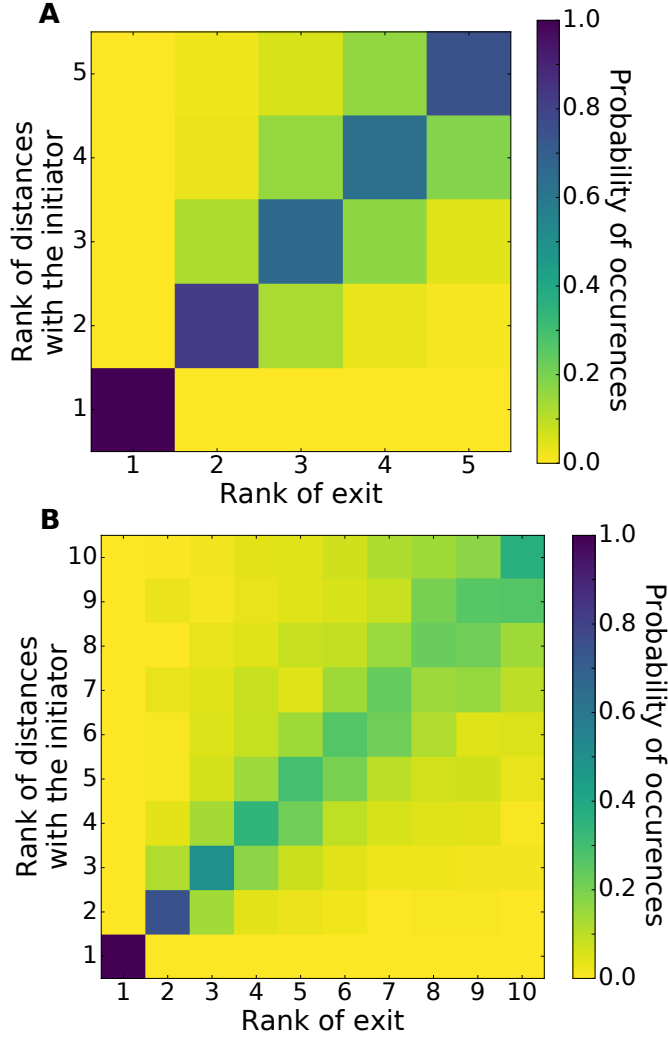 A
5
4
3
2
1
Rank of distances
with the initiator
1 2 3 4 5
Rank of exit
1.0
0.8
0.6
0.4
0.2
0.0
Probability of occurences
B
10
9
8
7
6
5
4
3
2
1
Rank of distances
with the initiator
1 2 3 4 5 6 7 8 9 10
Rank of exit
1.0
0.8
0.6
0.4
0.2
0.0
Probability of occurences